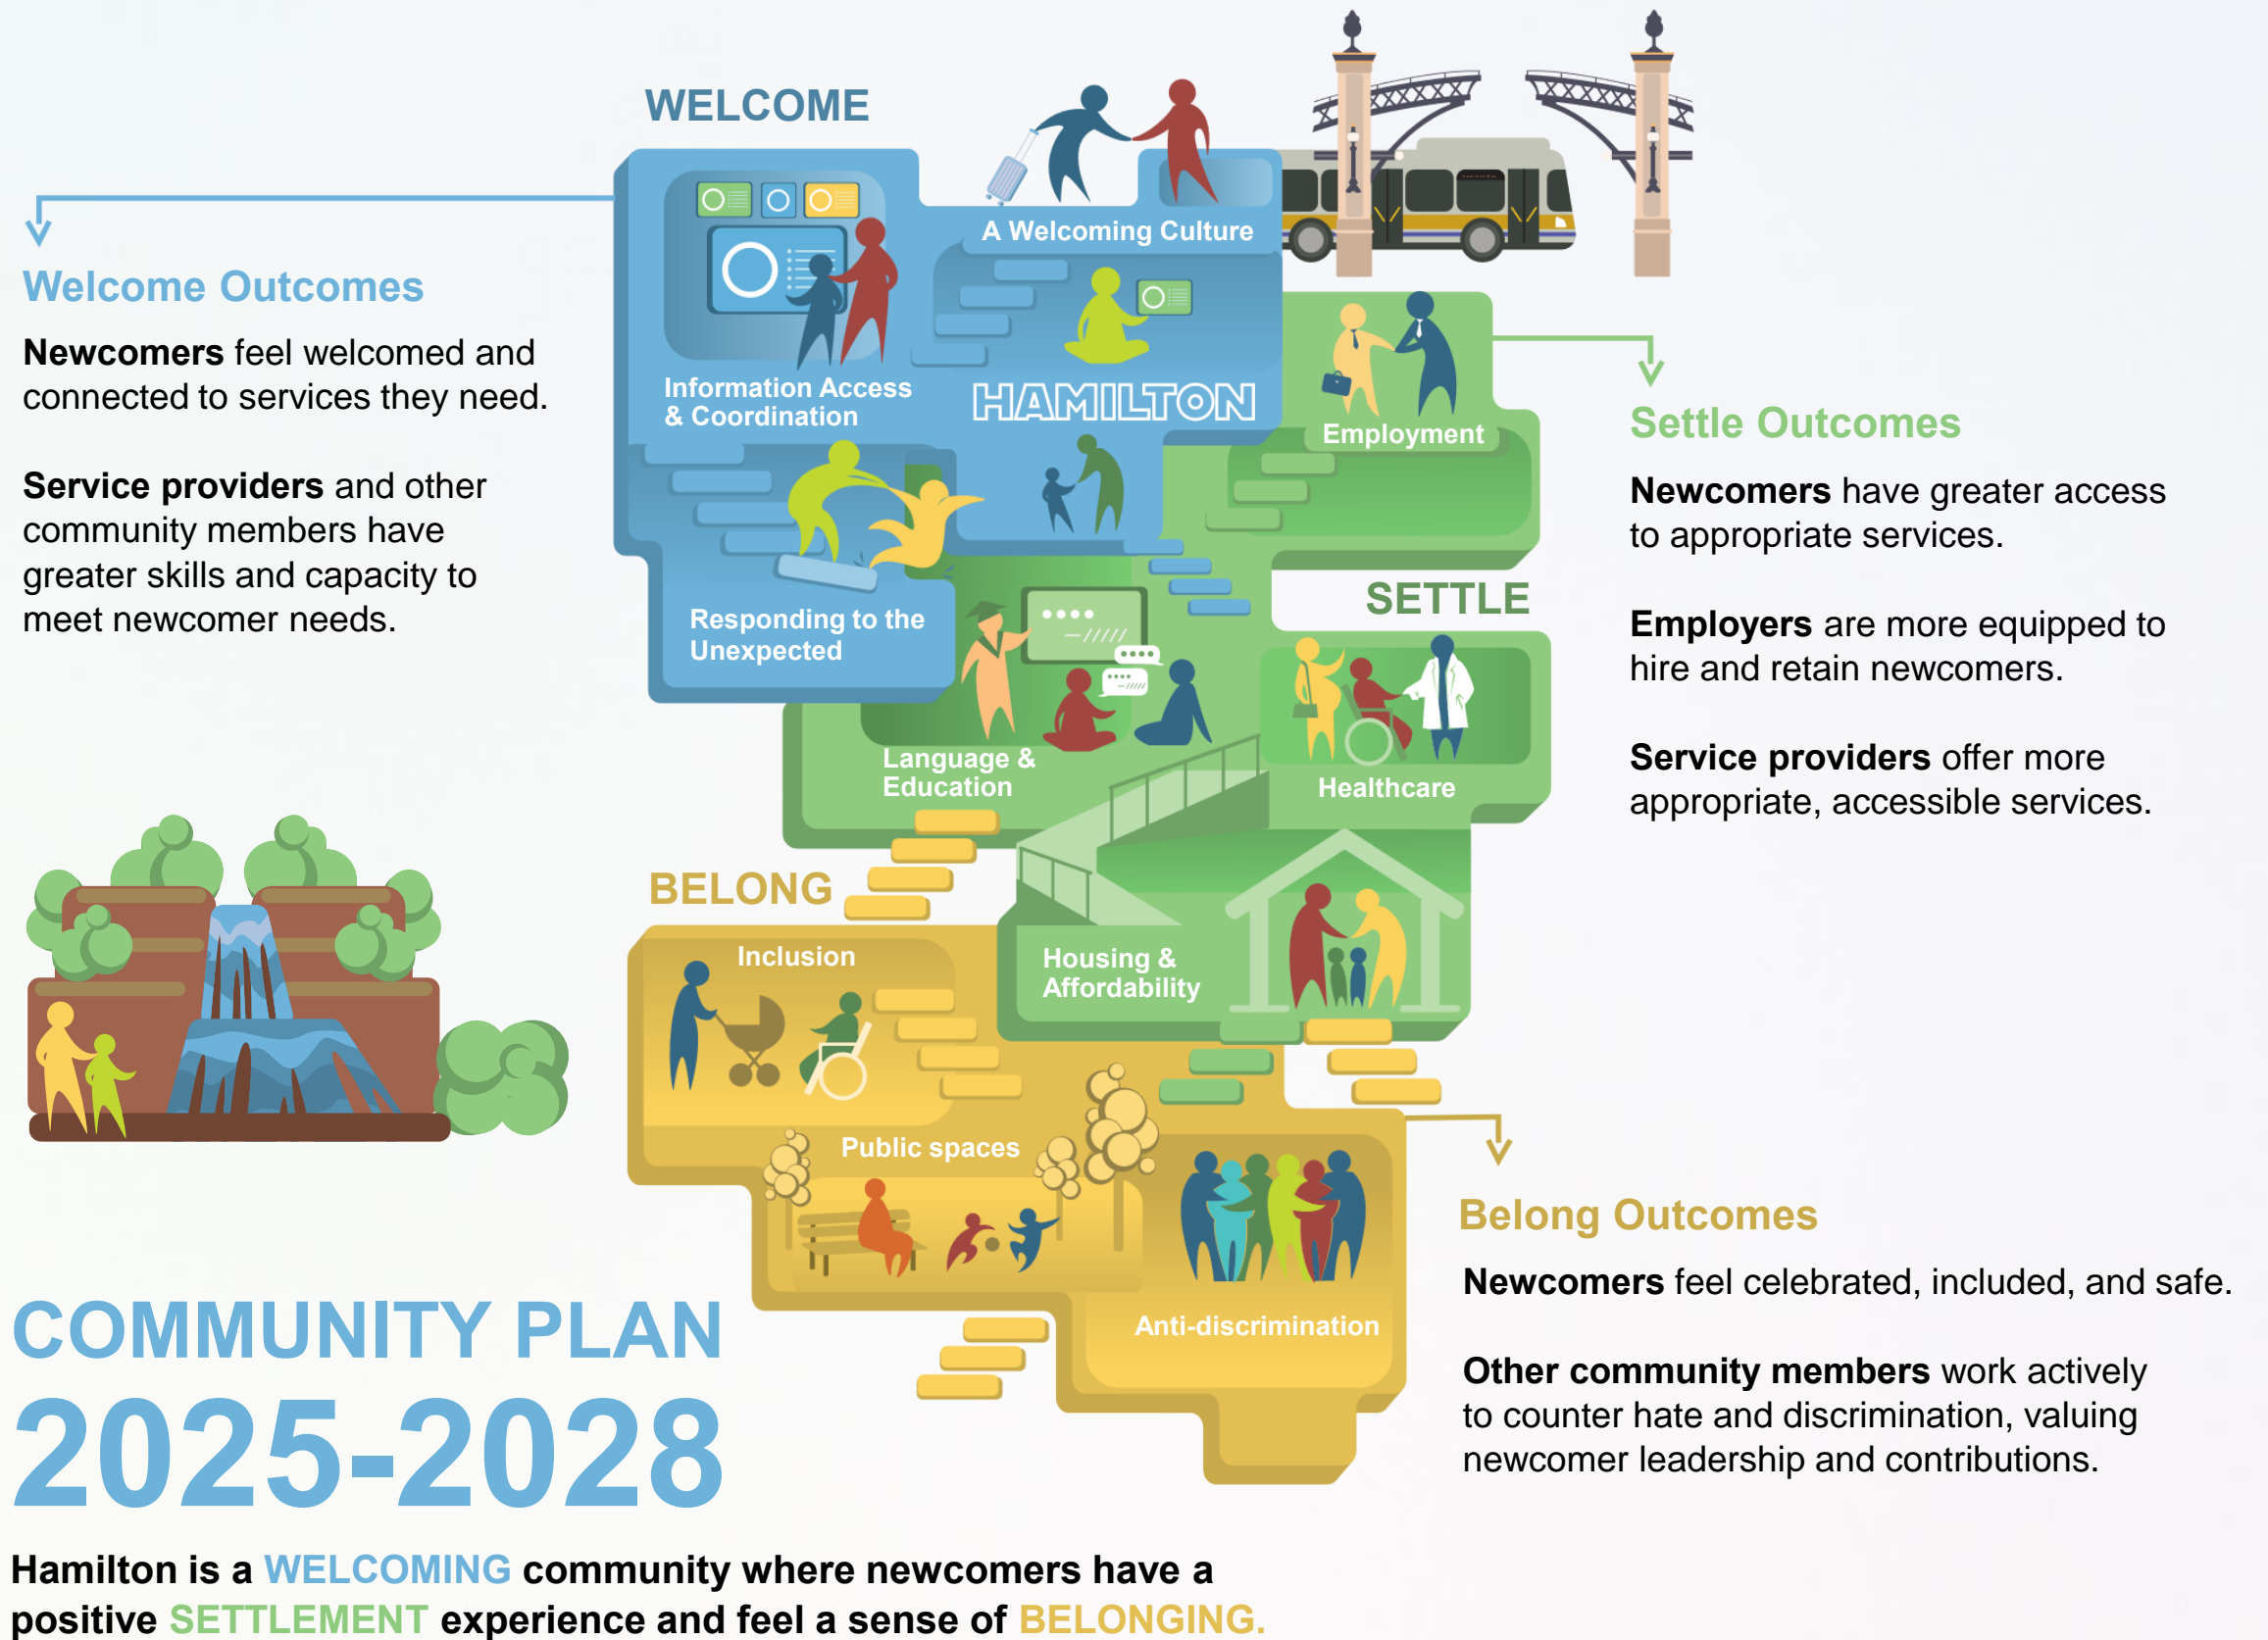 WELCOME
A Welcoming Culture
Information Access
& Coordination
HAMILTON
Responding to the
Unexpected
Welcome Outcomes
Newcomers feel welcomed and
connected to services they need.
Service providers and other
community members have
greater skills and capacity to
meet newcomer needs.
Employment
SETTLE
Language &
Education
Healthcare
Housing &
Affordability
Settle Outcomes
Newcomers have greater access
to appropriate services.
Employers are more equipped to
hire and retain newcomers.
Service providers offer more
appropriate, accessible services.
BELONG
Inclusion
Public spaces
Anti-discrimination
Belong Outcomes
Newcomers feel celebrated, included, and safe.
Other community members work actively
to counter hate and discrimination, valuing
newcomer leadership and contributions.
COMMUNITY PLAN
2025-2028
Hamilton is a WELCOMING community where newcomers have a
positive SETTLEMENT experience and feel a sense of BELONGING.